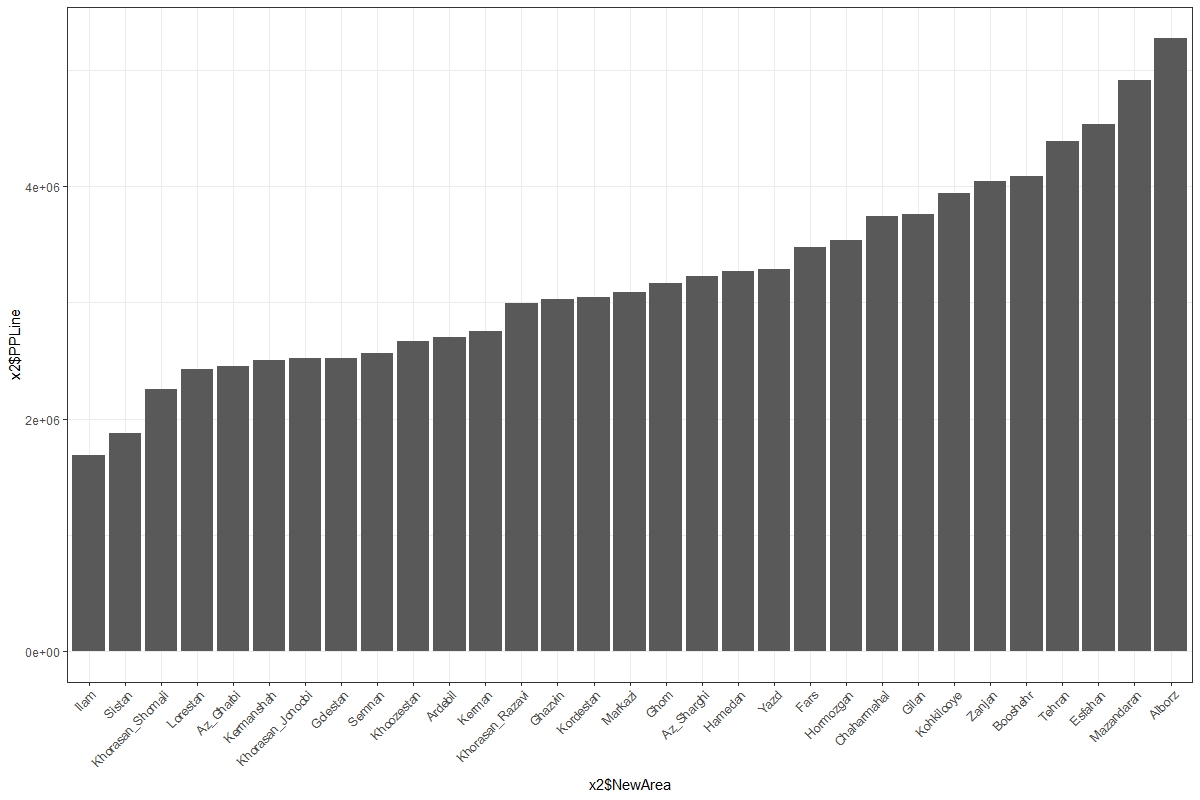 x2$PPLine
4e+06
2e+06
0e+00
Ilam
Sistan
Khorasan_Shomali
Lorestan
Az_Gharbi
Kermanshah
Khorasan_Jonoobi
Golestan
Semnan
Khoozestan
Ardebil
Kerman
Khorasan_Razavi
Ghazvin
Kordestan
Markazi
Ghom
Az_Sharghi
Hamedan
Yazd
Fars
Hormozgan
Chaharmahal
Gilan
Kohkilooye
Zanjan
Booshehr
Tehran
Esfahan
Mazandaran
Alborz
x2$NewArea